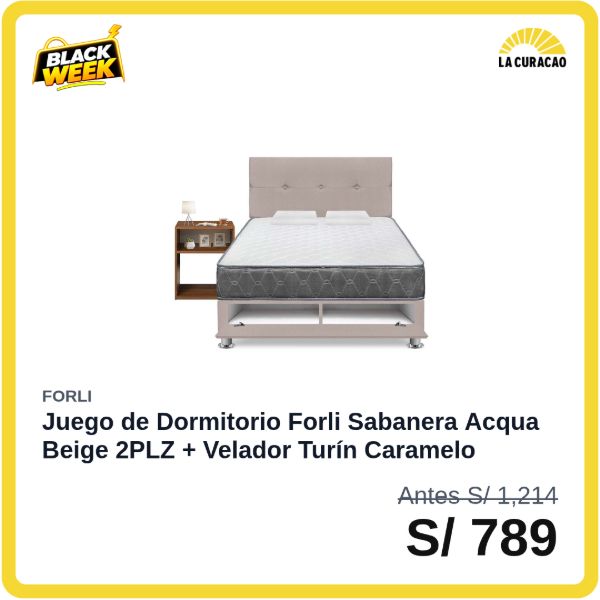 BLACK
WEEK
LA CURACAO
FORLI
Juego de Dormitorio Forli Sabanera Acqua
Beige 2PLZ + Velador Turín Caramelo
Antes S/ 1,214
S/ 789